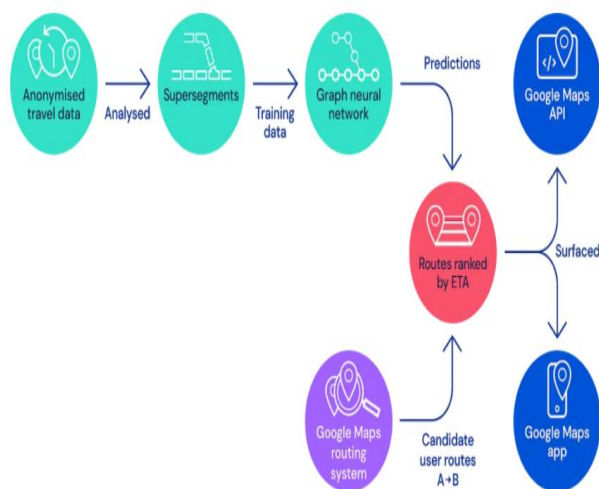 Anonymised
travel data
Analysed
Supersegments
Training
data
Graph neural
network
Predictions
</>
Google Maps
API
Routes ranked
by ETA
Surfaced
Google Maps
routing
system
Candidate
user routes
A→B
Google Maps
app